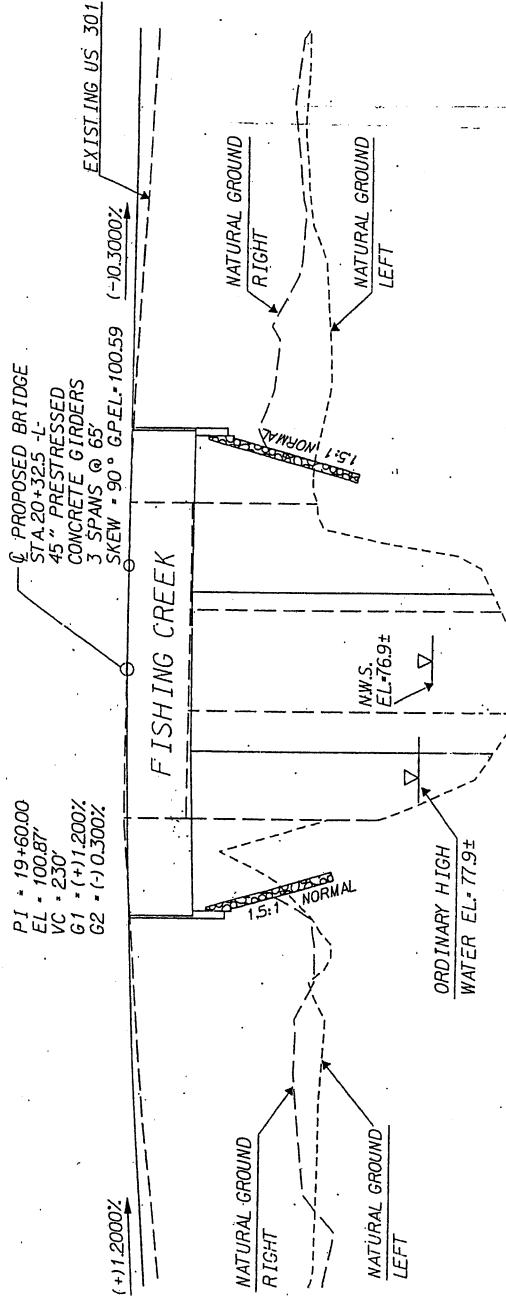 PI = 19+60.00
EL = 100.87'
VC = 230'
G1 = (+)1.200%
G2 = (-)0.300%
(+)1.2000%
℄ PROPOSED BRIDGE
STA.20+32.5 -L-
45" PRESTRESSED
CONCRETE GIRDERS
3 SPANS @ 65'
SKEW = 90° G.P.EL.=100.59
(-)0.3000%
EXISTING US 301
FISHING CREEK
1.5:1 NORMAL
1.5:1 NORMAL
N.W.S.
EL.=76.9±
ORDINARY HIGH
WATER EL.= 77.9±
NATURAL GROUND
RIGHT
NATURAL GROUND
LEFT
NATURAL GROUND
RIGHT
NATURAL GROUND
LEFT